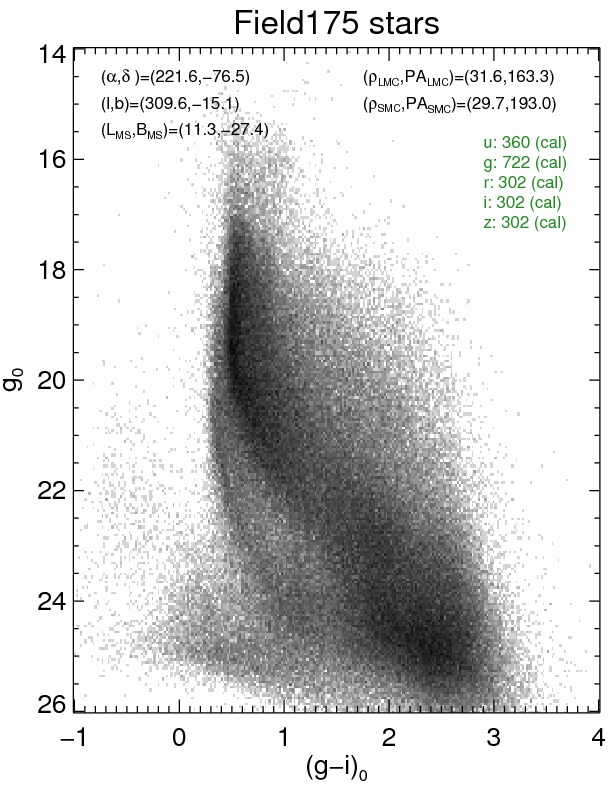 Field175 stars
(α,δ )=(221.6,−76.5)
(ρLMC,PALMC)=(31.6,163.3)
(l,b)=(309.6,−15.1)
(ρSMC,PASMC)=(29.7,193.0)
(LMS,BMS)=(11.3,−27.4)
u: 360 (cal)
g: 722 (cal)
r: 302 (cal)
i: 302 (cal)
z: 302 (cal)
14
16
18
20
22
24
26
g0
−1 0 1 2 3 4
(g−i)0